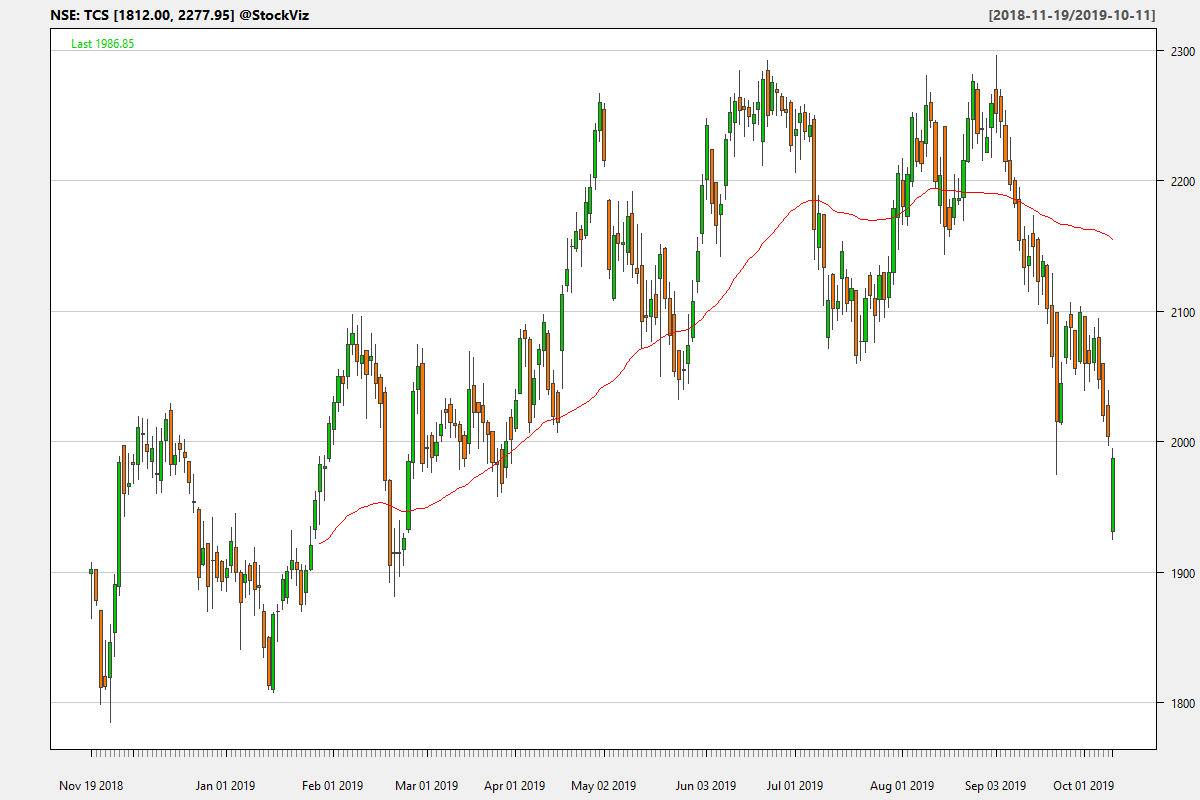 NSE: TCS [1812.00, 2277.95] @StockViz [2018-11-19/2019-10-11]
Last 1986.85
2300
2200
2100
2000
1900
1800
Nov 19 2018 Jan 01 2019 Feb 01 2019 Mar 01 2019 Apr 01 2019 May 02 2019 Jun 03 2019 Jul 01 2019 Aug 01 2019 Sep 03 2019 Oct 01 2019